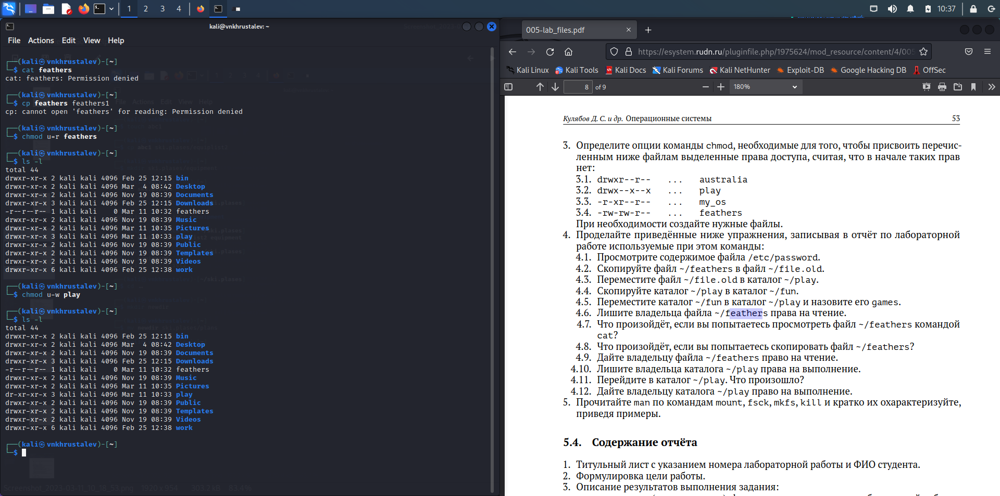 1 2 3 4
10:37
kali@vnkhrustalev: ~
File Actions Edit View Help
┌──(kali㉿vnkhrustalev)-[~]
└─$ cat feathers
cat: feathers: Permission denied
┌──(kali㉿vnkhrustalev)-[~]
└─$ cp feathers feathers1
cp: cannot open 'feathers' for reading: Permission denied
┌──(kali㉿vnkhrustalev)-[~]
└─$ chmod u=r feathers
┌──(kali㉿vnkhrustalev)-[~]
└─$ ls -l
total 44
drwxr-xr-x 2 kali kali 4096 Feb 25 12:15 bin
drwxr-xr-x 2 kali kali 4096 Mar  4 08:42 Desktop
drwxr-xr-x 2 kali kali 4096 Nov 19 08:39 Documents
drwxr-xr-x 3 kali kali 4096 Feb 25 12:15 Downloads
-r--r--r-- 1 kali kali    0 Mar 11 10:32 feathers
drwxr-xr-x 2 kali kali 4096 Nov 19 08:39 Music
drwxr-xr-x 2 kali kali 4096 Mar 11 10:35 Pictures
drwxr-xr-x 3 kali kali 4096 Mar 11 10:33 play
drwxr-xr-x 2 kali kali 4096 Nov 19 08:39 Public
drwxr-xr-x 2 kali kali 4096 Nov 19 08:39 Templates
drwxr-xr-x 2 kali kali 4096 Nov 19 08:39 Videos
drwxr-xr-x 6 kali kali 4096 Feb 25 12:38 work
┌──(kali㉿vnkhrustalev)-[~]
└─$ chmod u-w play
┌──(kali㉿vnkhrustalev)-[~]
└─$ ls -l
total 44
drwxr-xr-x 2 kali kali 4096 Feb 25 12:15 bin
drwxr-xr-x 2 kali kali 4096 Mar  4 08:42 Desktop
drwxr-xr-x 2 kali kali 4096 Nov 19 08:39 Documents
drwxr-xr-x 3 kali kali 4096 Feb 25 12:15 Downloads
-r--r--r-- 1 kali kali    0 Mar 11 10:32 feathers
drwxr-xr-x 2 kali kali 4096 Nov 19 08:39 Music
drwxr-xr-x 2 kali kali 4096 Mar 11 10:35 Pictures
dr-xr-xr-x 3 kali kali 4096 Mar 11 10:33 play
drwxr-xr-x 2 kali kali 4096 Nov 19 08:39 Public
drwxr-xr-x 2 kali kali 4096 Nov 19 08:39 Templates
drwxr-xr-x 2 kali kali 4096 Nov 19 08:39 Videos
drwxr-xr-x 6 kali kali 4096 Feb 25 12:38 work
┌──(kali㉿vnkhrustalev)-[~]
└─$
Screenshot_2023-03-11_10_18_53.png 1920 x 954 303.2 kB 83.4%
005-lab_files.pdf
https://esystem.rudn.ru/pluginfile.php/1975624/mod_resource/content/4/005
Kali Linux Kali Tools Kali Docs Kali Forums Kali NetHunter Exploit-DB Google Hacking DB OffSec
8 of 9 180%
Кулябов Д. С. и др. Операционные системы 53
3. Определите опции команды chmod, необходимые для того, чтобы присвоить перечис-
ленным ниже файлам выделенные права доступа, считая, что в начале таких прав
нет:
3.1. drwxr--r-- ... australia
3.2. drwx--x--x ... play
3.3. -r-xr--r-- ... my_os
3.4. -rw-rw-r-- ... feathers
При необходимости создайте нужные файлы.
4. Проделайте приведённые ниже упражнения, записывая в отчёт по лабораторной
работе используемые при этом команды:
4.1. Просмотрите содержимое файла /etc/password.
4.2. Скопируйте файл ~/feathers в файл ~/file.old.
4.3. Переместите файл ~/file.old в каталог ~/play.
4.4. Скопируйте каталог ~/play в каталог ~/fun.
4.5. Переместите каталог ~/fun в каталог ~/play и назовите его games.
4.6. Лишите владельца файла ~/feathers права на чтение.
4.7. Что произойдёт, если вы попытаетесь просмотреть файл ~/feathers командой
cat?
4.8. Что произойдёт, если вы попытаетесь скопировать файл ~/feathers?
4.9. Дайте владельцу файла ~/feathers право на чтение.
4.10. Лишите владельца каталога ~/play права на выполнение.
4.11. Перейдите в каталог ~/play. Что произошло?
4.12. Дайте владельцу каталога ~/play право на выполнение.
5. Прочитайте man по командам mount, fsck, mkfs, kill и кратко их охарактеризуйте,
приведя примеры.
5.4. Содержание отчёта
1. Титульный лист с указанием номера лабораторной работы и ФИО студента.
2. Формулировка цели работы.
3. Описание результатов выполнения задания: